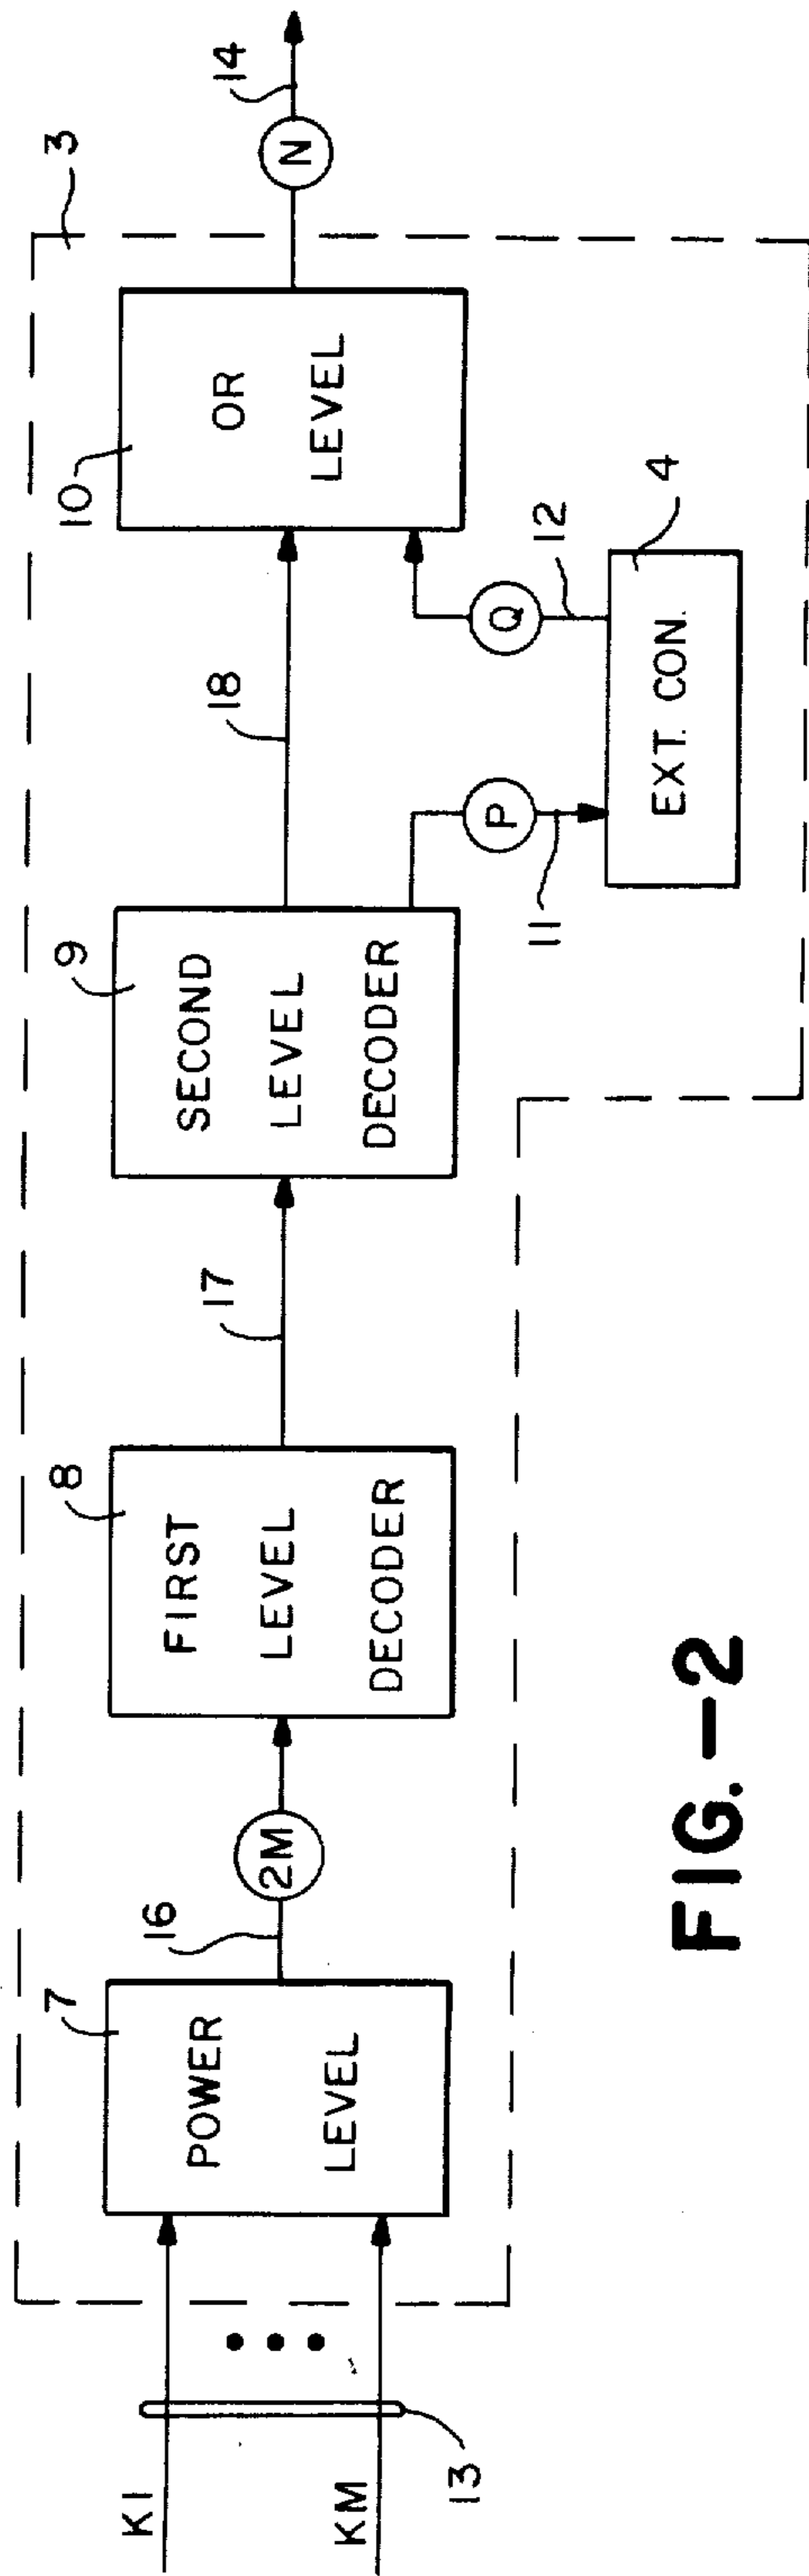 K1
KM
13
7
POWER
LEVEL
16
2M
8
FIRST
LEVEL
DECODER
17
9
SECOND
LEVEL
DECODER
18
P
11
EXT. CON.
4
Q
12
10
OR
LEVEL
3
N
14
FIG.-2